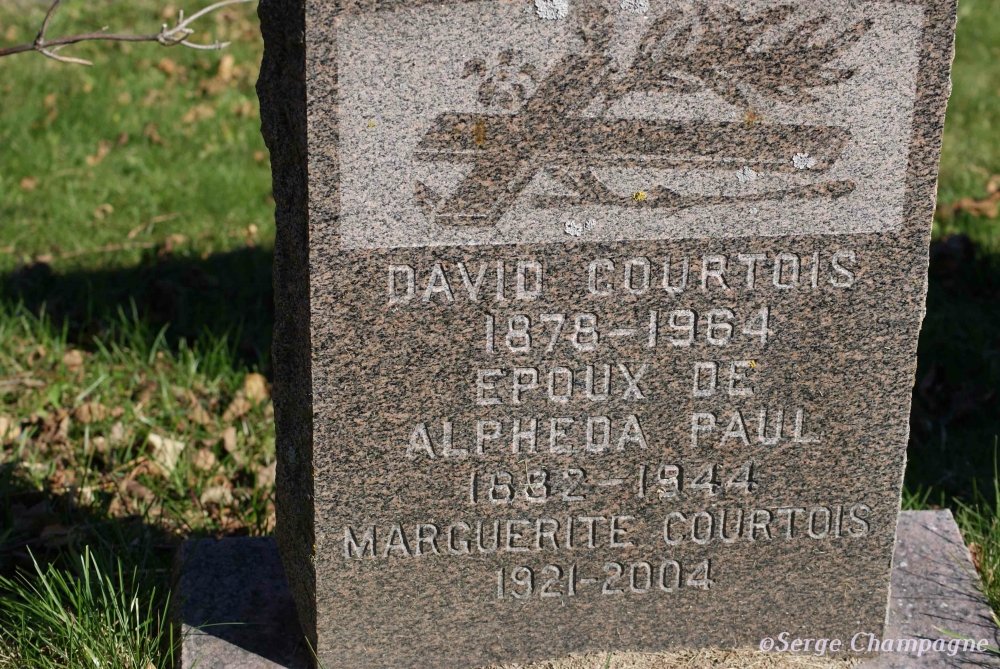 DAVID COURTOIS
1878-1964
EPOUX DE
ALPHEDA PAUL
1882-1944
MARGUERITE COURTOIS
1921-2004
©Serge Champagne